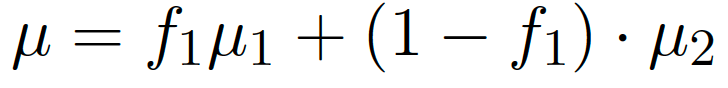 μ = f₁μ₁ + (1 − f₁) · μ₂